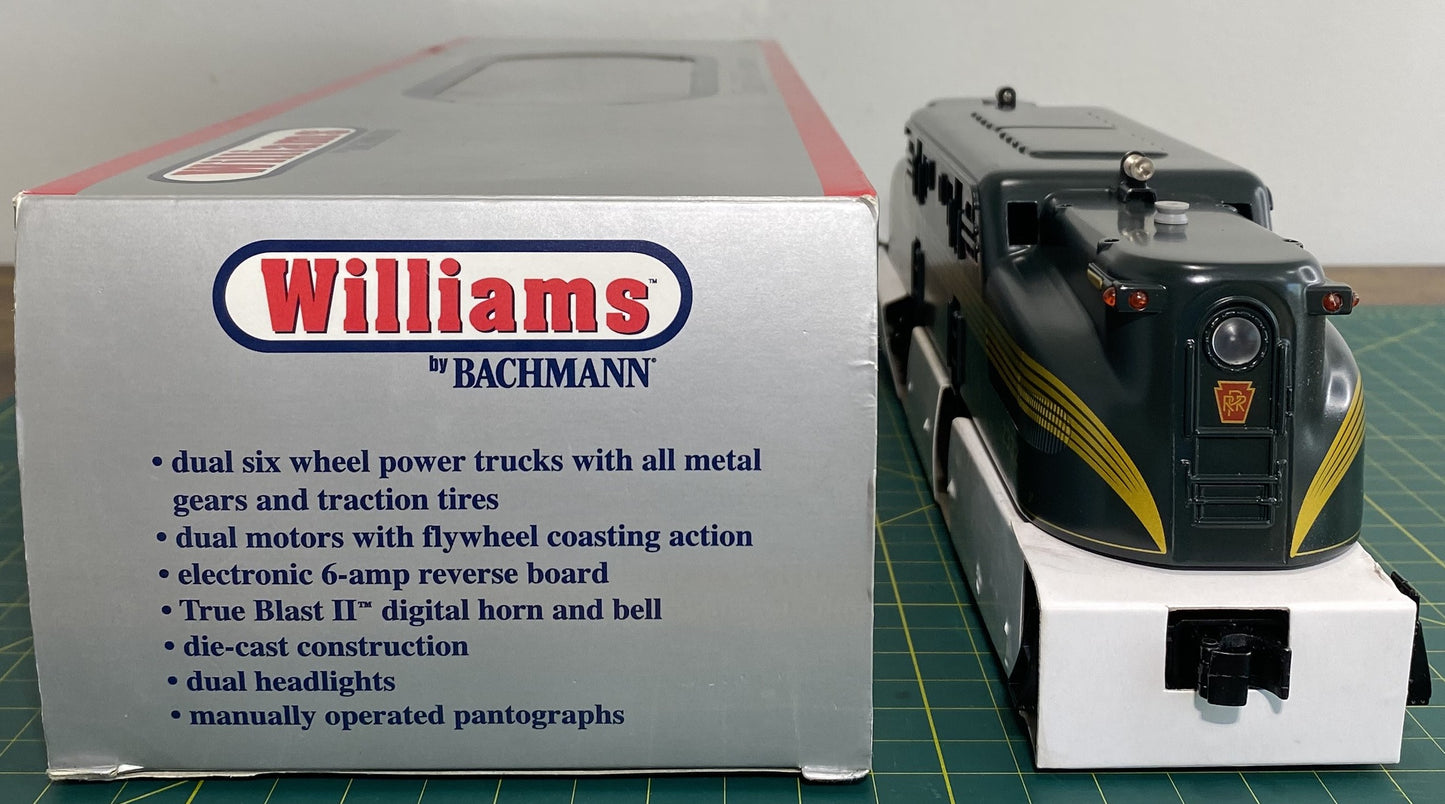 Williams
Williams™
by BACHMANN®
• dual six wheel power trucks with all metal
gears and traction tires
• dual motors with flywheel coasting action
• electronic 6-amp reverse board
• True Blast II™ digital horn and bell
• die-cast construction
• dual headlights
• manually operated pantographs
PRR